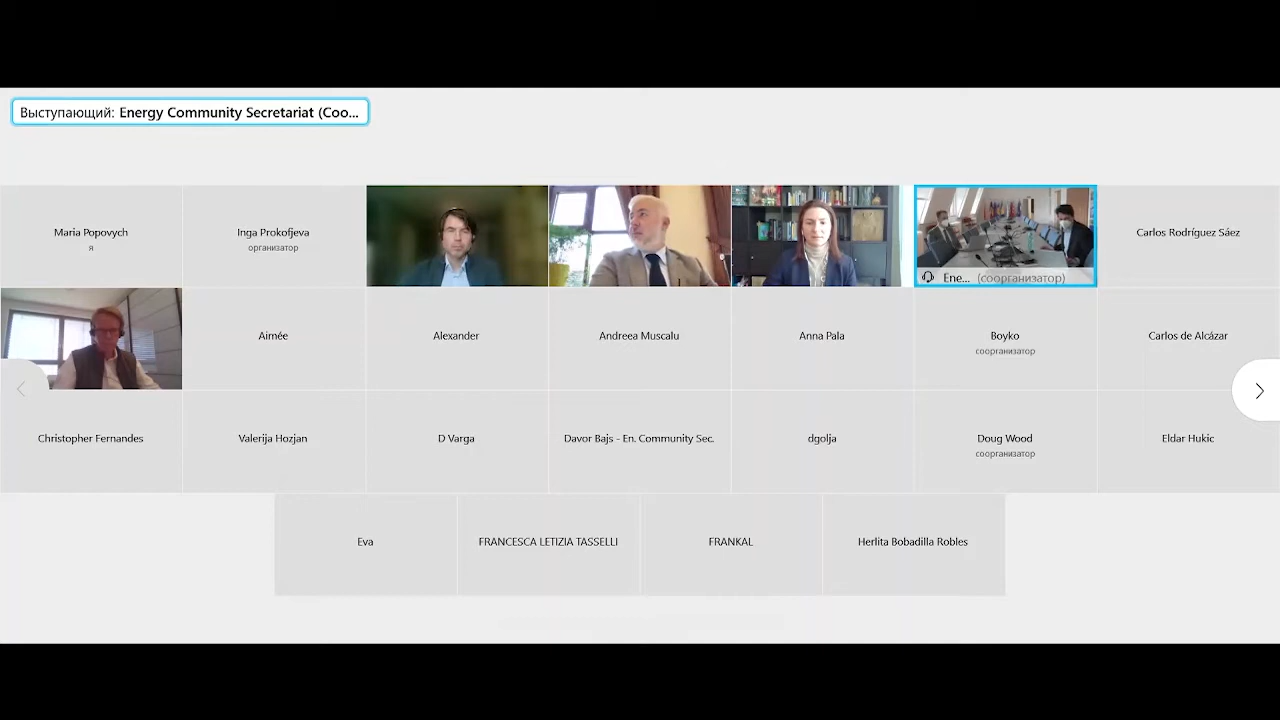 Выступающий: Energy Community Secretariat (Coo...
Maria Popovych
я
Inga Prokofjeva
организатор
Ene... (соорганизатор)
Carlos Rodríguez Sáez
Aimée
Alexander
Andreea Muscalu
Anna Pala
Boyko
соорганизатор
Carlos de Alcázar
Christopher Fernandes
Valerija Hozjan
D Varga
Davor Bajs - En. Community Sec.
dgolja
Doug Wood
соорганизатор
Eldar Hukic
Eva
FRANCESCA LETIZIA TASSELLI
FRANKAL
Herlita Bobadilla Robles